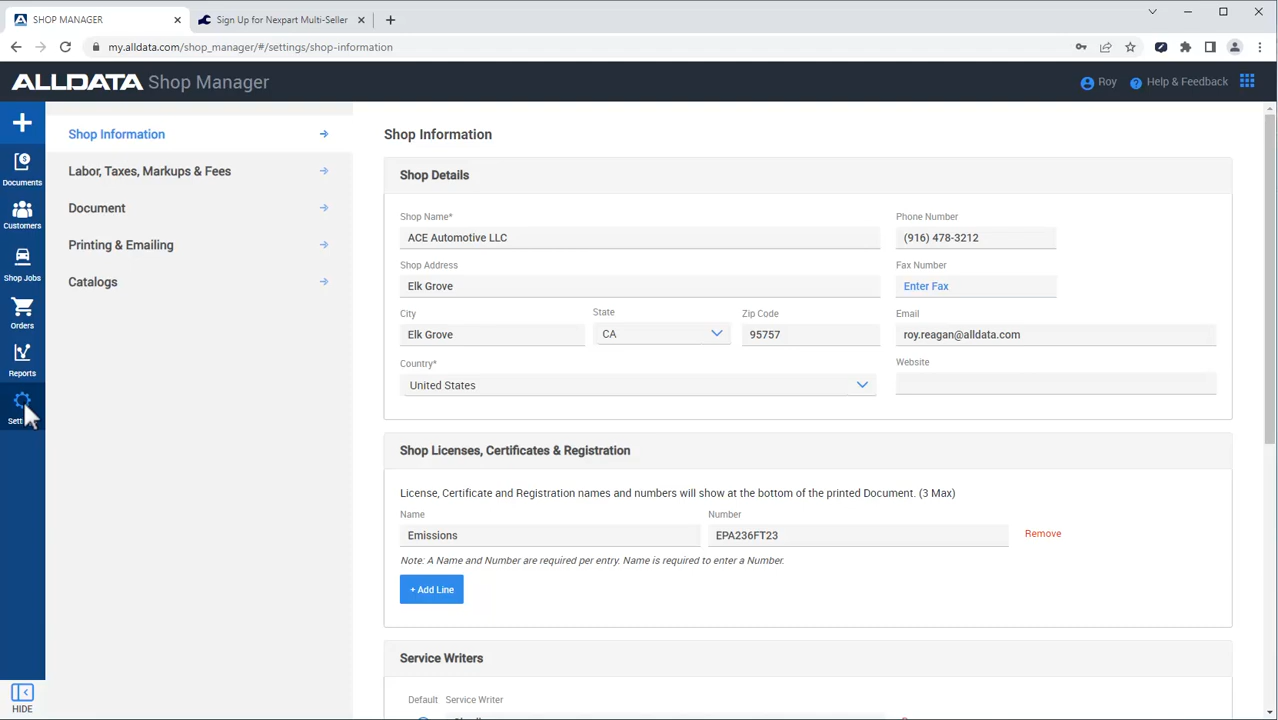 SHOP MANAGER
Sign Up for Nexpart Multi-Seller
my.alldata.com/shop_manager/#/settings/shop-information
ALLDATA Shop Manager
Roy
Help & Feedback
Documents
Customers
Shop Jobs
Orders
Reports
HIDE
Shop Information
Labor, Taxes, Markups & Fees
Document
Printing & Emailing
Catalogs
Shop Information
Shop Details
Shop Name*
ACE Automotive LLC
Phone Number
(916) 478-3212
Shop Address
Elk Grove
Fax Number
Enter Fax
City
Elk Grove
State
CA
Zip Code
95757
Email
roy.reagan@alldata.com
Country*
United States
Website
Shop Licenses, Certificates & Registration
License, Certificate and Registration names and numbers will show at the bottom of the printed Document. (3 Max)
Name
Number
Emissions
EPA236FT23
Remove
Note: A Name and Number are required per entry. Name is required to enter a Number.
+ Add Line
Service Writers
Default
Service Writer